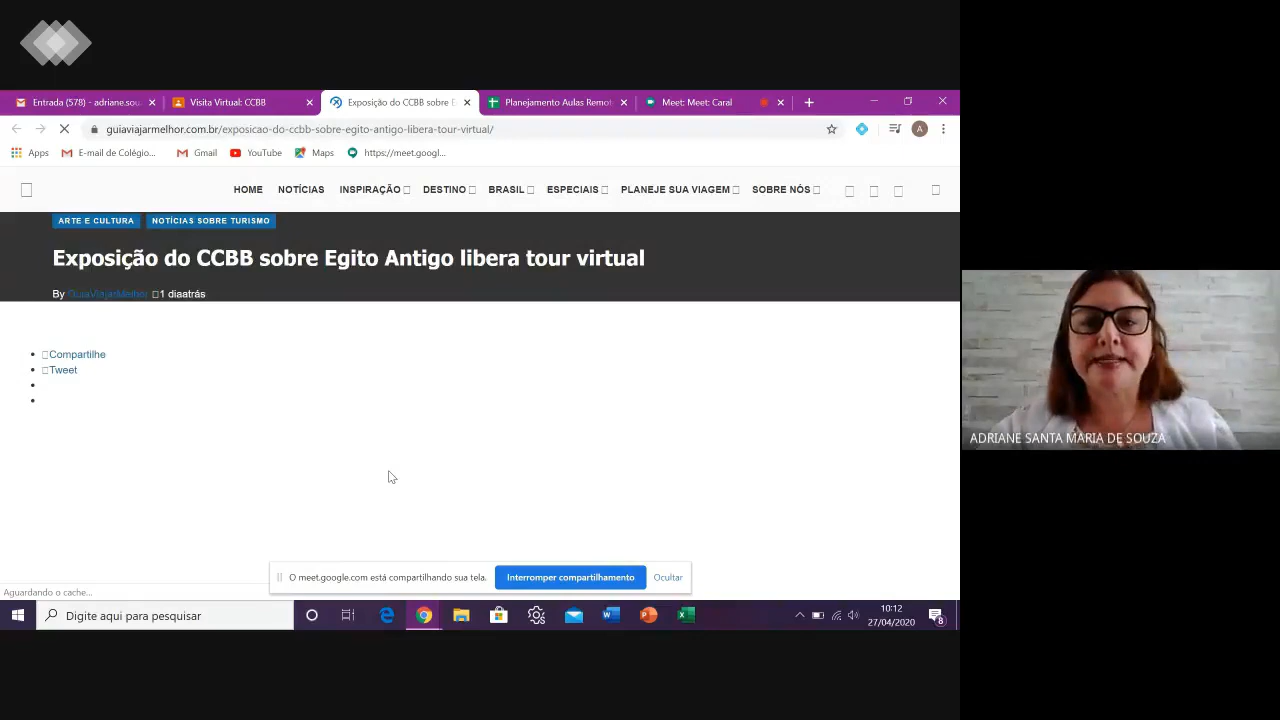 Entrada (578) - adriane.sou
Visita Virtual: CCBB
Exposição do CCBB sobre E
Planejamento Aulas Remot
Meet: Meet: Caral
guiaviajarmelhor.com.br/exposicao-do-ccbb-sobre-egito-antigo-libera-tour-virtual/
A
Apps
E-mail de Colégio...
Gmail
YouTube
Maps
https://meet.googl...
HOME
NOTÍCIAS
INSPIRAÇÃO
DESTINO
BRASIL
ESPECIAIS
PLANEJE SUA VIAGEM
SOBRE NÓS
ARTE E CULTURA
NOTÍCIAS SOBRE TURISMO
Exposição do CCBB sobre Egito Antigo libera tour virtual
By GuiaViajarMelhor 1 diaatrás
Compartilhe
Tweet
ADRIANE SANTA MARIA DE SOUZA
O meet.google.com está compartilhando sua tela.
Interromper compartilhamento
Ocultar
Aguardando o cache...
Digite aqui para pesquisar
10:12
27/04/2020
8